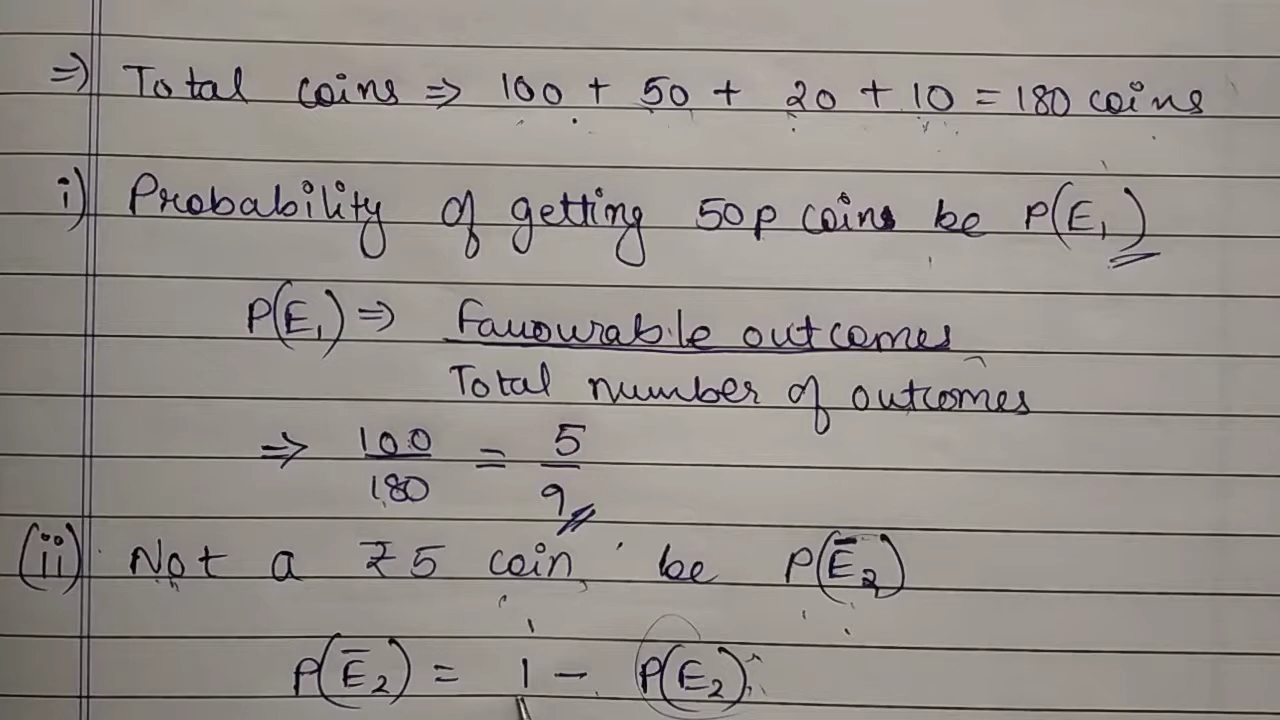 ⇒) Total coins ⇒ 100 + 50 + 20 + 10 = 180 coins
i) Probability of getting 50p coins be P(E₁)
P(E₁) ⇒ Favourable outcomes
Total number of outcomes
⇒ 100/180 = 5/9
(ii) Not a ₹5 coin be P(Ē₂)
P(Ē₂) = 1 - P(E₂)